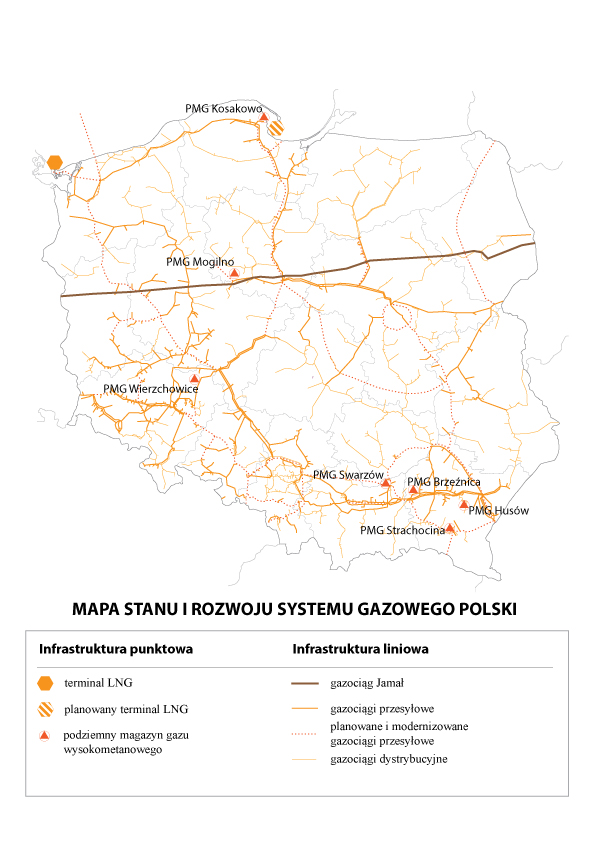 PMG Kosakowo
PMG Mogilno
PMG Wierzchowice
PMG Swarzów
PMG Brzeźnica
PMG Husów
PMG Strachocina
MAPA STANU I ROZWOJU SYSTEMU GAZOWEGO POLSKI
Infrastruktura punktowa
terminal LNG
planowany terminal LNG
podziemny magazyn gazu
wysokometanowego
Infrastruktura liniowa
gazociąg Jamał
gazociągi przesyłowe
planowane i modernizowane
gazociągi przesyłowe
gazociągi dystrybucyjne